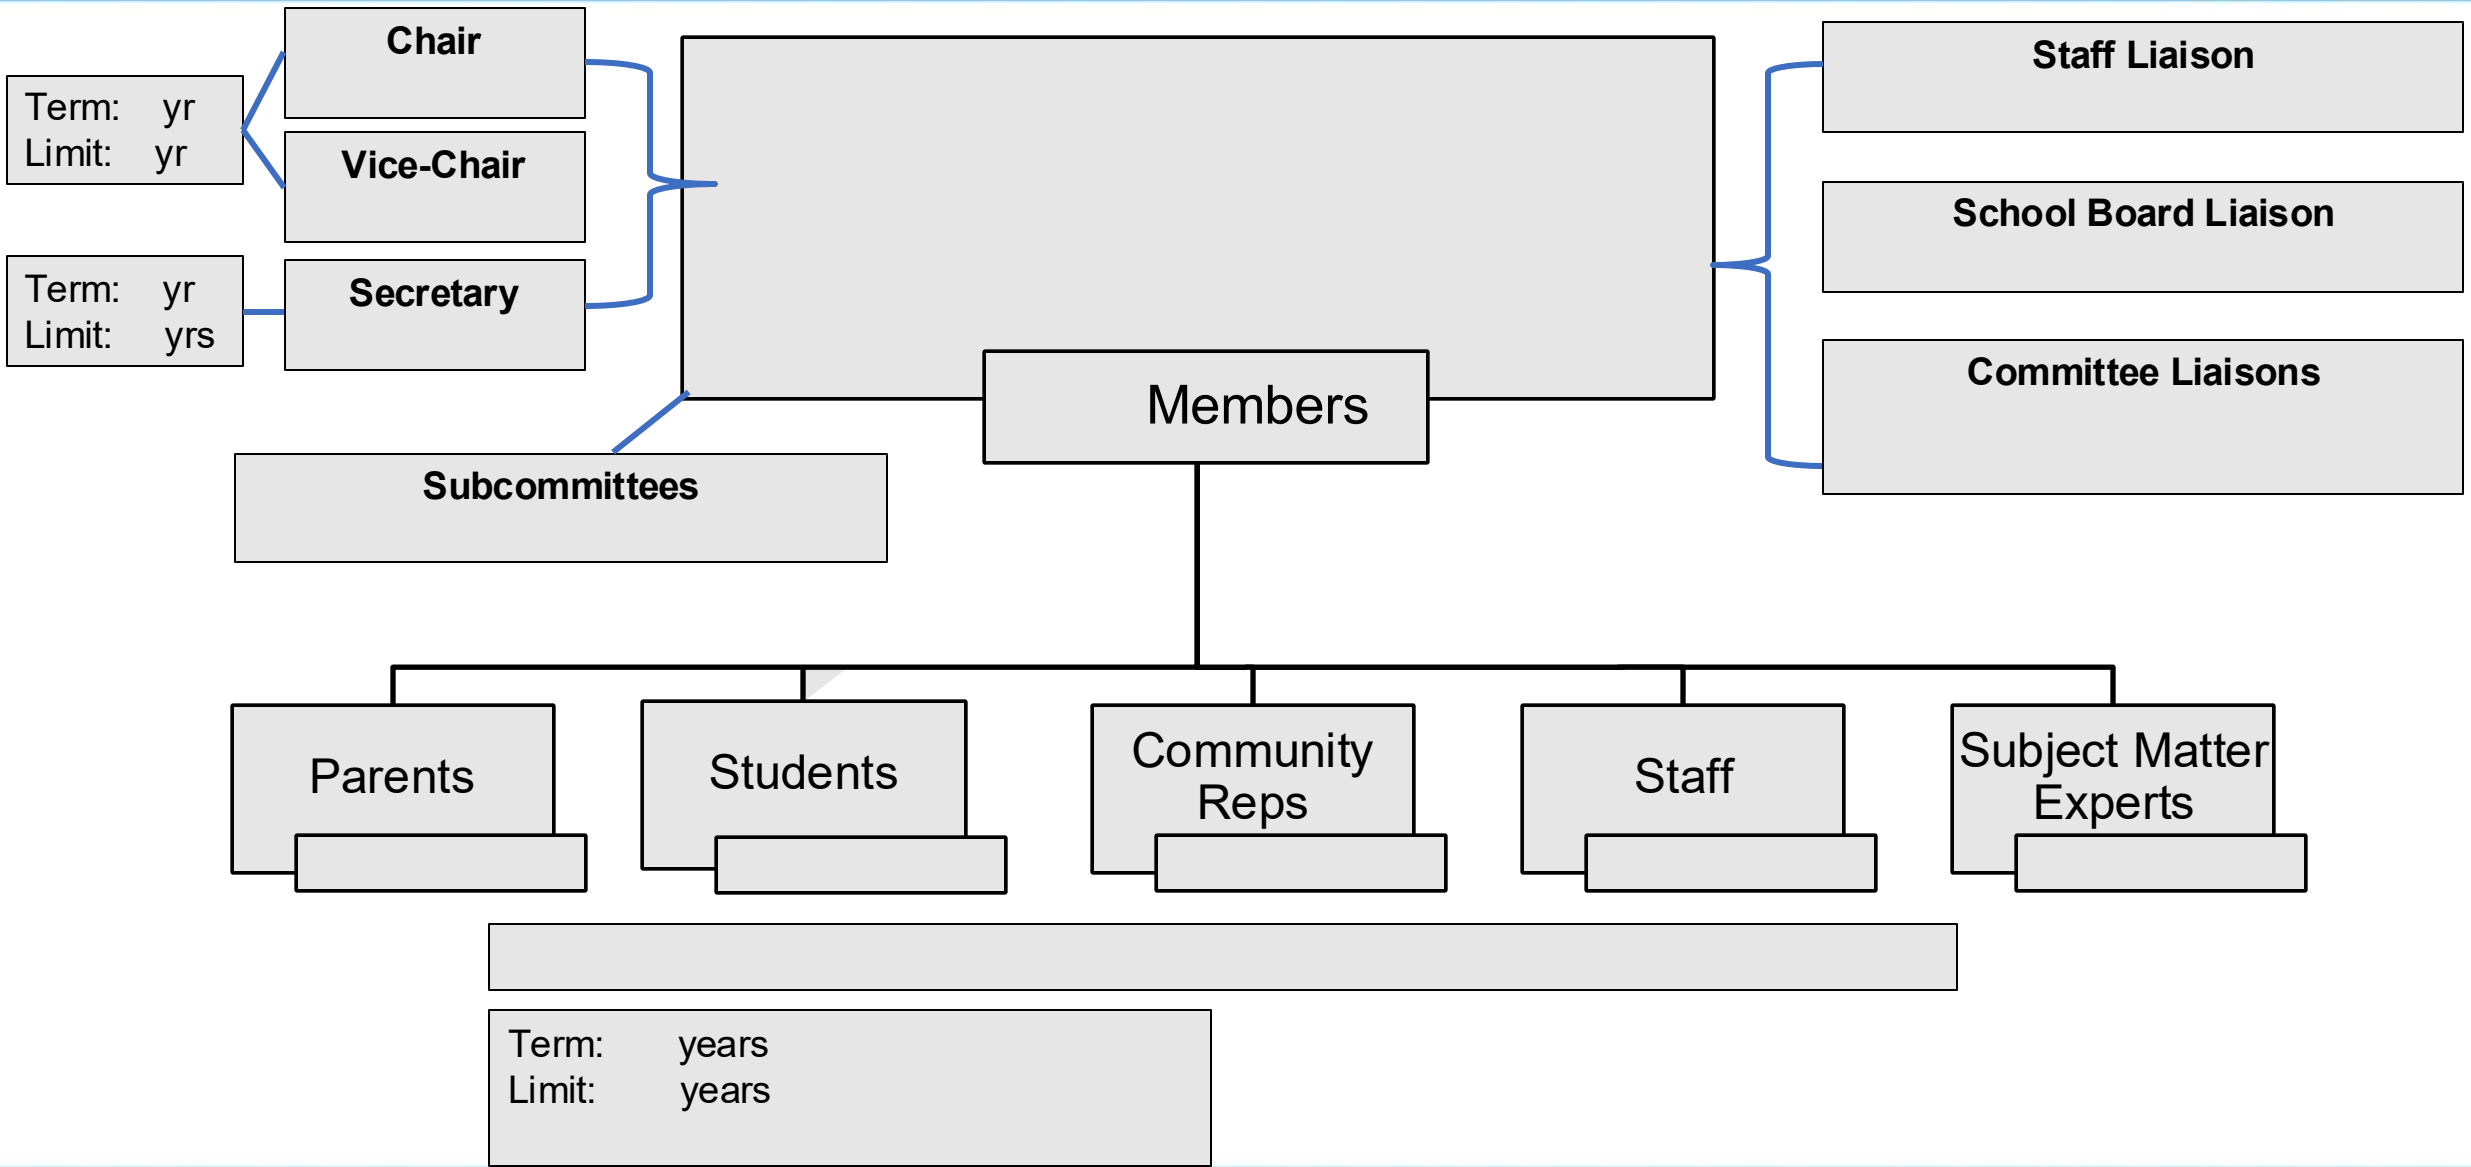 Chair
Term: yr
Limit: yr
Vice-Chair
Term: yr
Limit: yrs
Secretary
Subcommittees
Members
Staff Liaison
School Board Liaison
Committee Liaisons
Parents
Students
Community
Reps
Staff
Subject Matter
Experts
Term: years
Limit: years